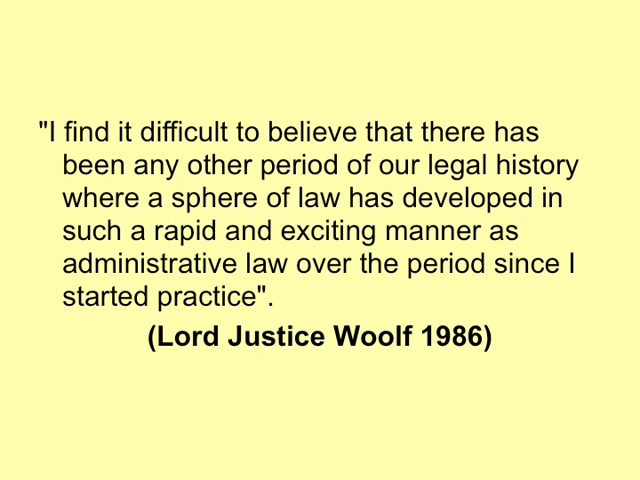 "I find it difficult to believe that there has
been any other period of our legal history
where a sphere of law has developed in
such a rapid and exciting manner as
administrative law over the period since I
started practice".
(Lord Justice Woolf 1986)